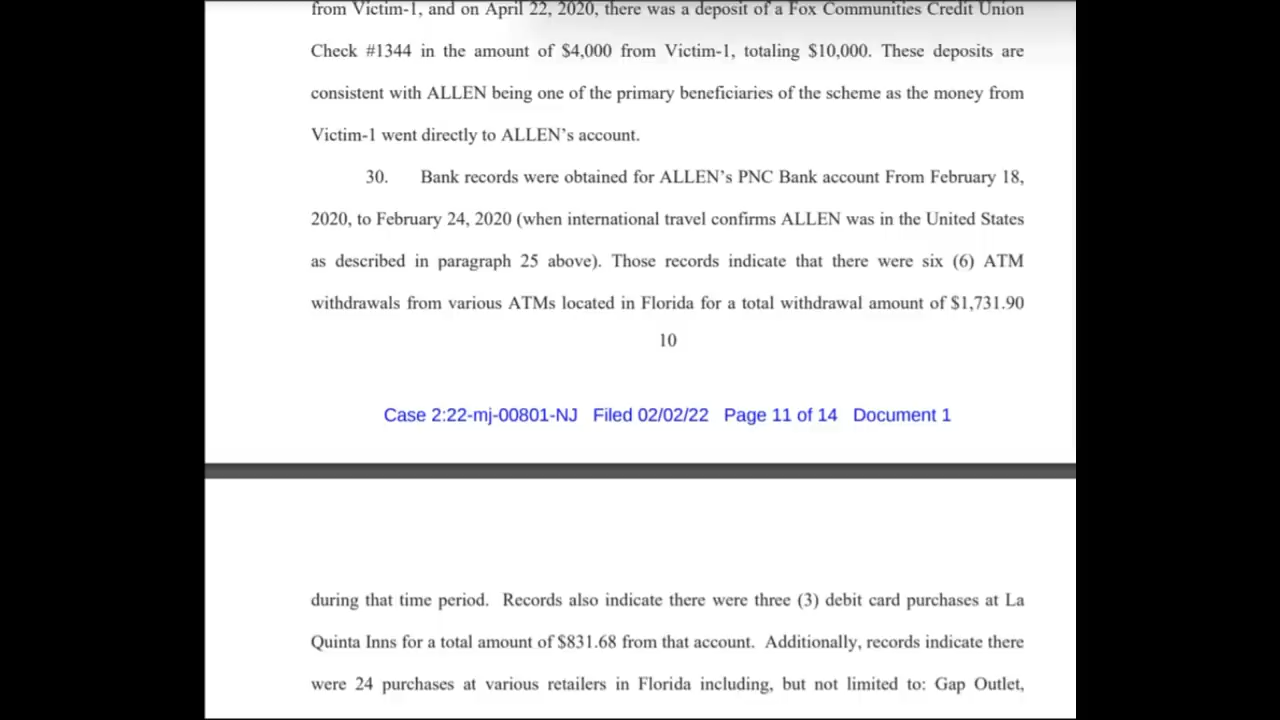 from Victim-1, and on April 22, 2020, there was a deposit of a Fox Communities Credit Union
Check #1344 in the amount of $4,000 from Victim-1, totaling $10,000. These deposits are
consistent with ALLEN being one of the primary beneficiaries of the scheme as the money from
Victim-1 went directly to ALLEN's account.
30. Bank records were obtained for ALLEN's PNC Bank account From February 18,
2020, to February 24, 2020 (when international travel confirms ALLEN was in the United States
as described in paragraph 25 above). Those records indicate that there were six (6) ATM
withdrawals from various ATMs located in Florida for a total withdrawal amount of $1,731.90
10
Case 2:22-mj-00801-NJ Filed 02/02/22 Page 11 of 14 Document 1
during that time period. Records also indicate there were three (3) debit card purchases at La
Quinta Inns for a total amount of $831.68 from that account. Additionally, records indicate there
were 24 purchases at various retailers in Florida including, but not limited to: Gap Outlet,